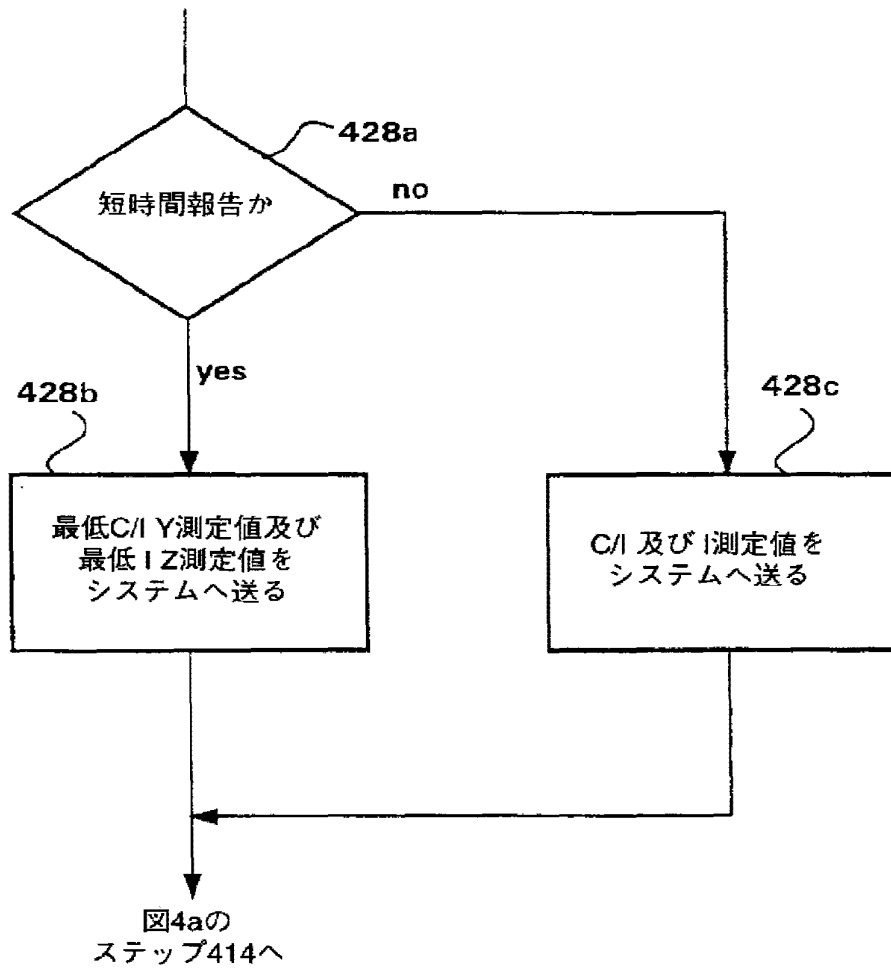 428a
短時間報告か
no
yes
428b
428c
最低C/I Y測定値及び
最低 I Z測定値を
システムへ送る
C/I 及び I測定値を
システムへ送る
図4aの
ステップ414へ